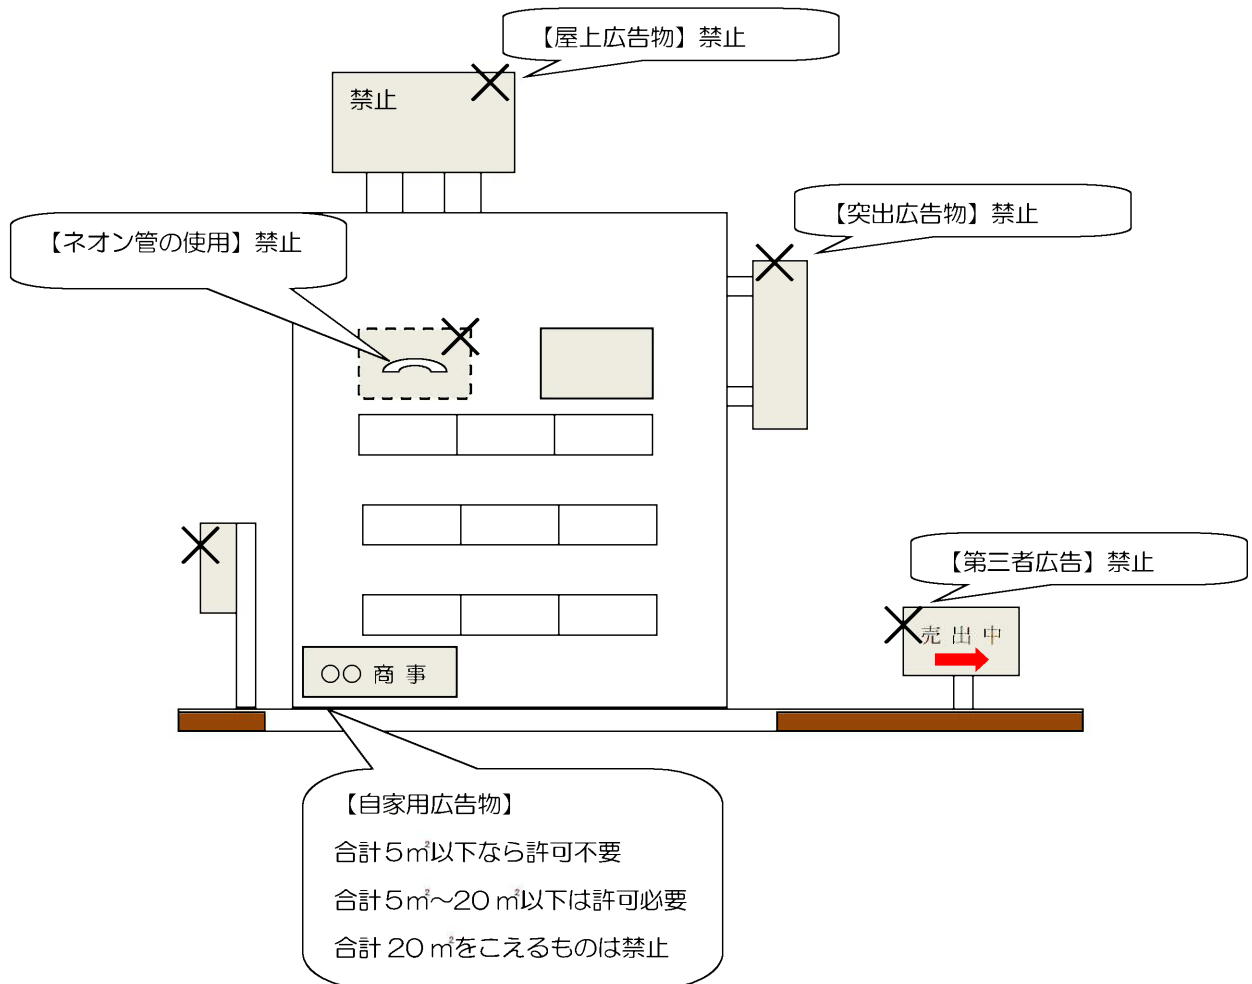 【屋上広告物】禁止
禁止
【突出広告物】禁止
【ネオン管の使用】禁止
【第三者広告】禁止
売出中
○○ 商 事
【自家用広告物】
合計5㎡以下なら許可不要
合計5㎡～20㎡以下は許可必要
合計20㎡をこえるものは禁止